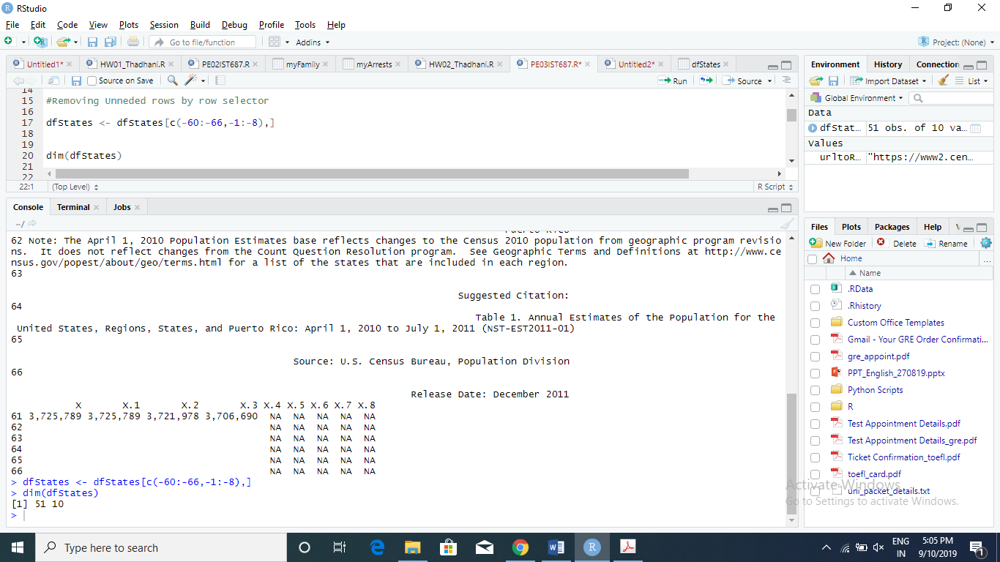 RStudio
File Edit Code View Plots Session Build Debug Profile Tools Help
Go to file/function Addins Project: (None)
Untitled1* HW01_Thadhani.R PE02IST687.R myFamily myArrests HW02_Thadhani.R PE03IST687.R* Untitled2* dfStates
Source on Save Run Source
14
15 #Removing Unneded rows by row selector
16
17 dfStates <- dfStates[c(-60:-66,-1:-8),]
18
19
20 dim(dfStates)
21
22
22:1 (Top Level) R Script
Console Terminal Jobs
~/
Puerto Rico
62 Note: The April 1, 2010 Population Estimates base reflects changes to the Census 2010 population from geographic program revisio
ns. It does not reflect changes from the Count Question Resolution program. See Geographic Terms and Definitions at http://www.ce
nsus.gov/popest/about/geo/terms.html for a list of the states that are included in each region.
63
Suggested Citation:
64
Table 1. Annual Estimates of the Population for the
United States, Regions, States, and Puerto Rico: April 1, 2010 to July 1, 2011 (NST-EST2011-01)
65
Source: U.S. Census Bureau, Population Division
66
Release Date: December 2011
X X.1 X.2 X.3 X.4 X.5 X.6 X.7 X.8
61 3,725,789 3,725,789 3,721,978 3,706,690 NA NA NA NA NA
62 NA NA NA NA NA
63 NA NA NA NA NA
64 NA NA NA NA NA
65 NA NA NA NA NA
66 NA NA NA NA NA
> dfStates <- dfStates[c(-60:-66,-1:-8),]
> dim(dfStates)
[1] 51 10
>
Environment History Connection
Import Dataset List
Global Environment
Data
dfStat... 51 obs. of 10 va...
Values
urltoR... "https://www2.cen...
Files Plots Packages Help
New Folder Delete Rename
Home ...
Name
.RData
.Rhistory
Custom Office Templates
Gmail - Your GRE Order Confirmati...
gre_appoint.pdf
PPT_English_270819.pptx
Python Scripts
R
Test Appointment Details.pdf
Test Appointment Details_gre.pdf
Ticket Confirmation_toefl.pdf
toefl_card.pdf
uni_packet_details.txt
Activate Windows
Go to Settings to activate Windows.
Type here to search
ENG
IN
5:05 PM
9/10/2019
1